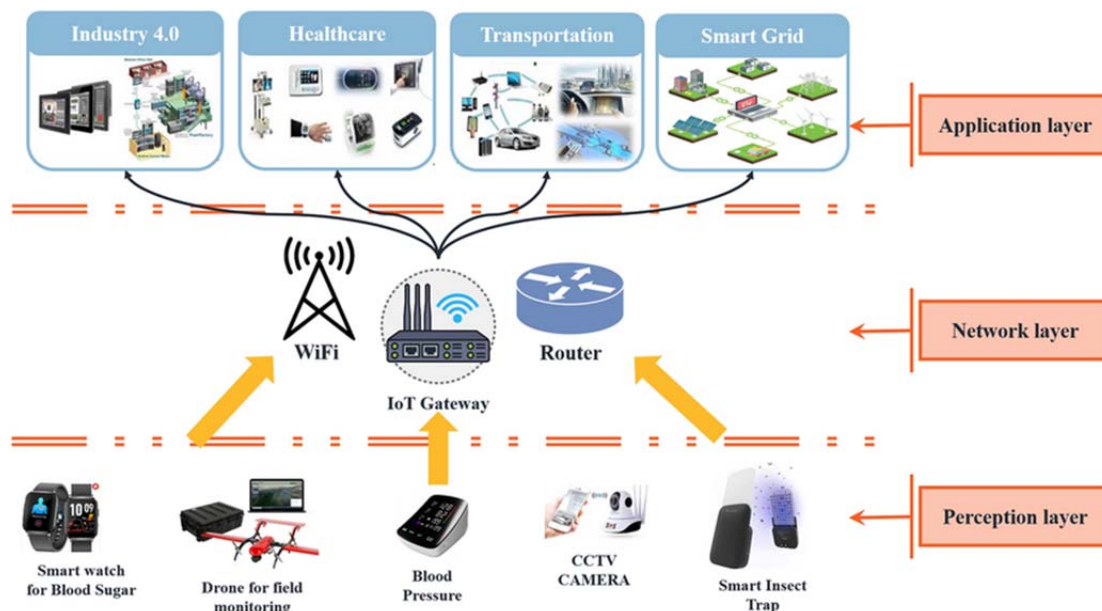 Industry 4.0
Healthcare
Transportation
Smart Grid
Application layer
WiFi
IoT Gateway
Router
Network layer
Smart watch
for Blood Sugar
Drone for field
monitoring
Blood
Pressure
CCTV
CAMERA
Smart Insect
Trap
Perception layer